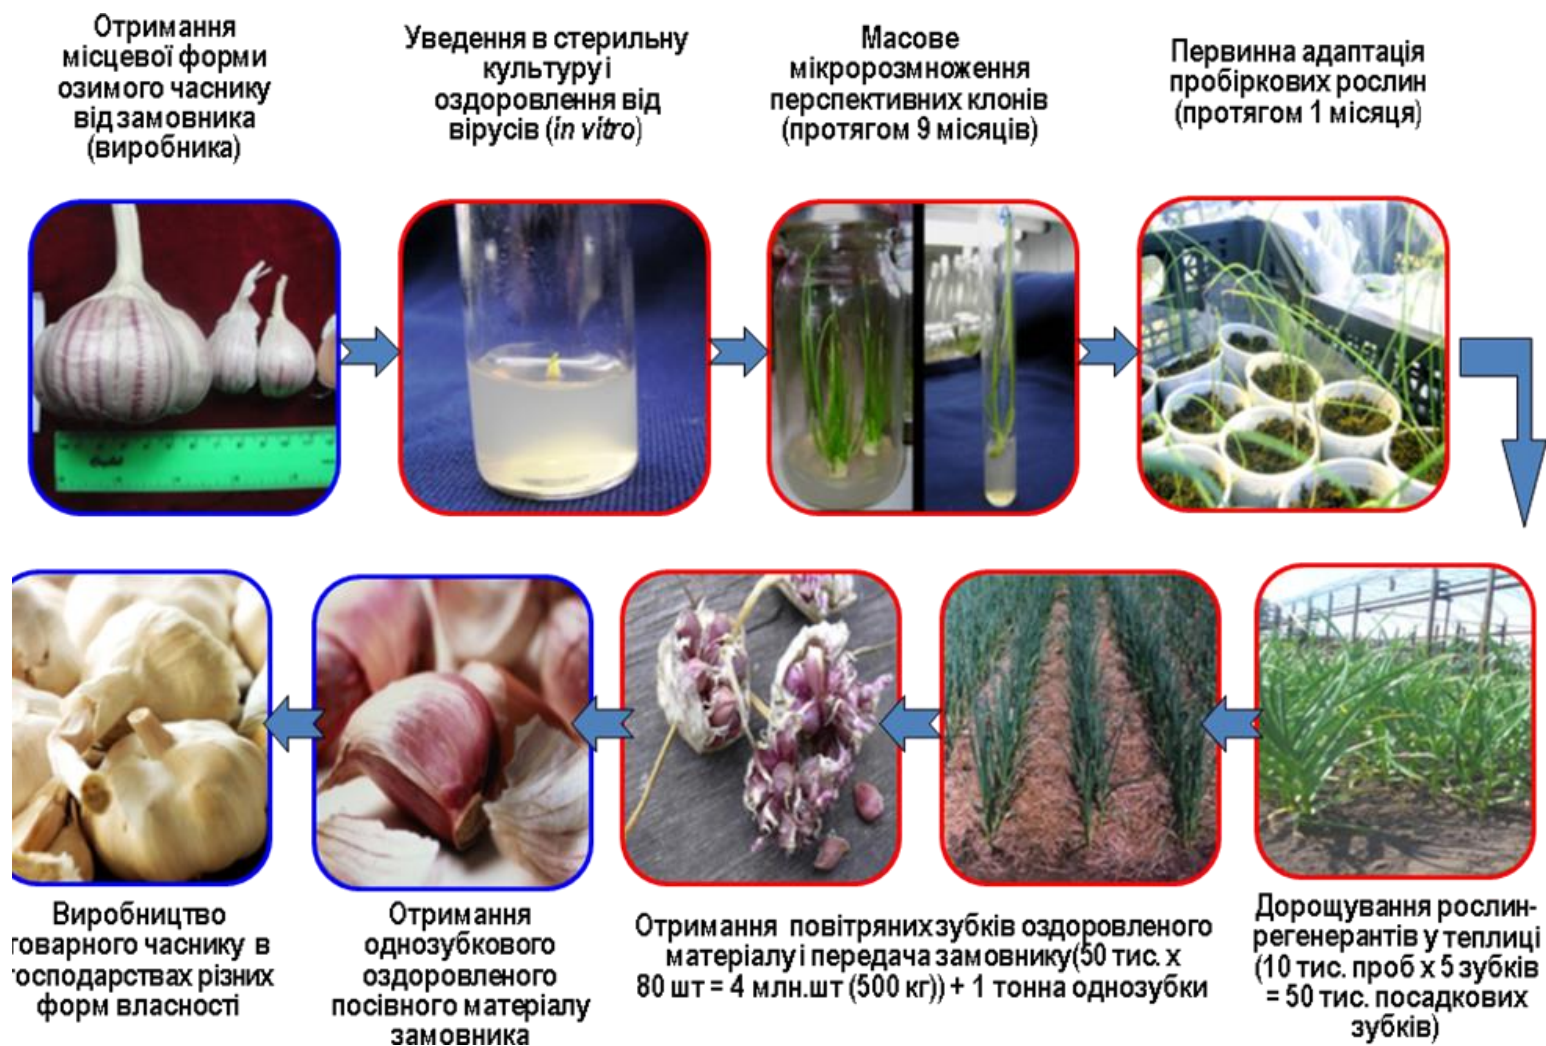 Отримання
місцевої форми
озимого часнику
від замовника
(виробника)
Уведення в стерильну
культуру і
оздоровлення від
вірусів (in vitro)
Масове
мікророзмноження
перспективних клонів
(протягом 9 місяців)
Первинна адаптація
пробіркових рослин
(протягом 1 місяця)
Дорощування рослин-
регенерантів у теплиці
(10 тис. проб х 5 зубків
= 50 тис. посадкових
зубків)
Отримання повітряних зубків оздоровленого
матеріалу і передача замовнику (50 тис. х
80 шт = 4 млн.шт (500 кг)) + 1 тонна однозубки
Отримання
однозубкового
оздоровленого
посівного матеріалу
замовника
Виробництво
товарного часнику в
господарствах різних
форм власності